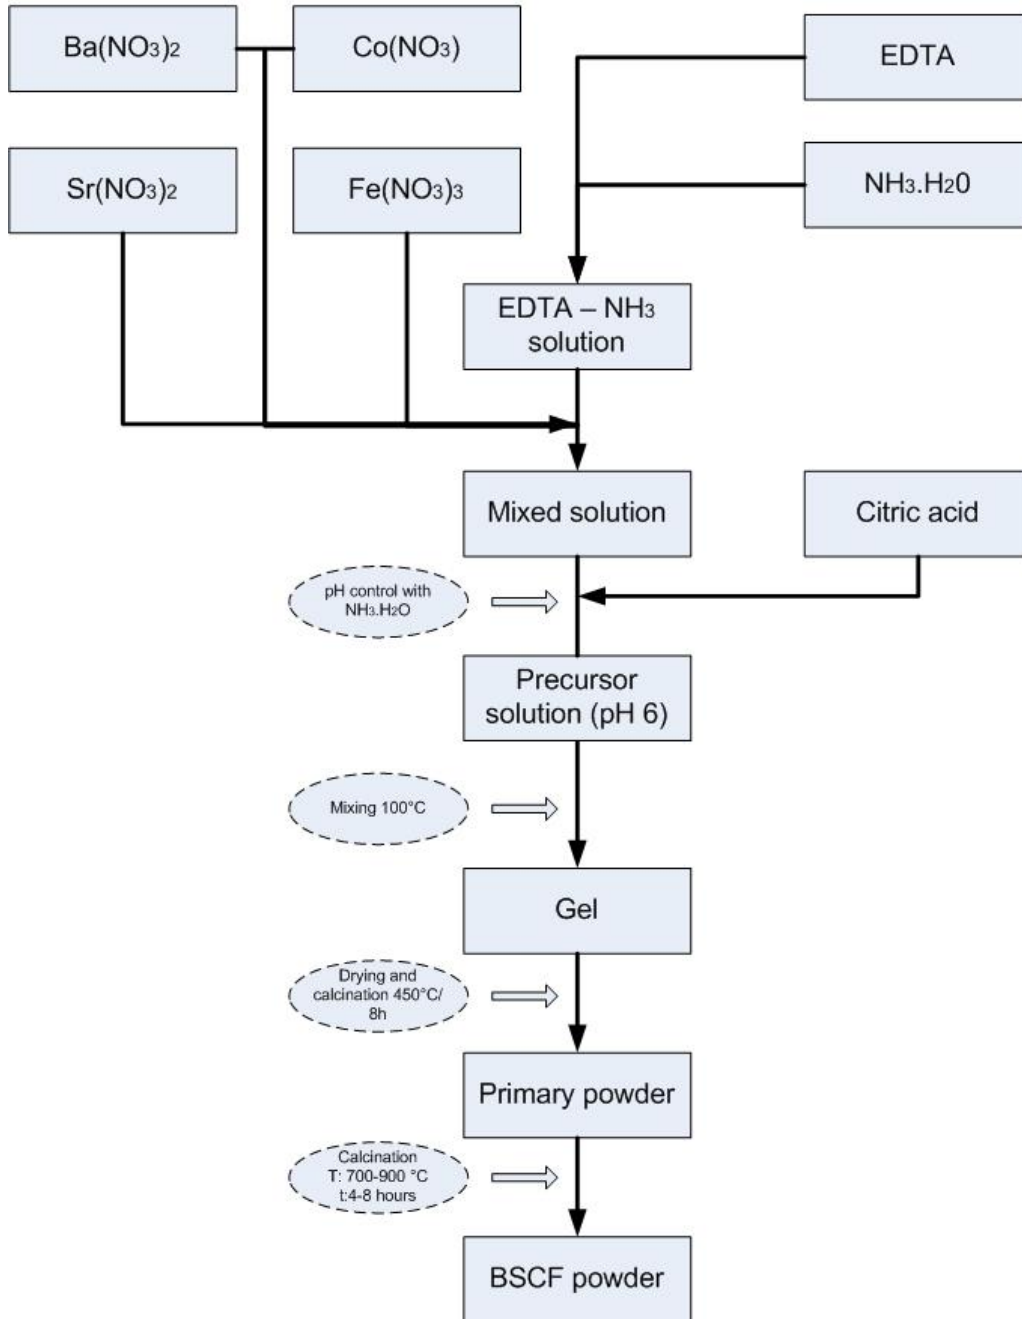 Ba(NO3)2
Co(NO3)
EDTA
Sr(NO3)2
Fe(NO3)3
NH3.H20
EDTA – NH3
solution
Mixed solution
Citric acid
pH control with
NH3.H2O
Precursor
solution (pH 6)
Mixing 100°C
Gel
Drying and
calcination 450°C/
8h
Primary powder
Calcination
T: 700-900 °C
t:4-8 hours
BSCF powder